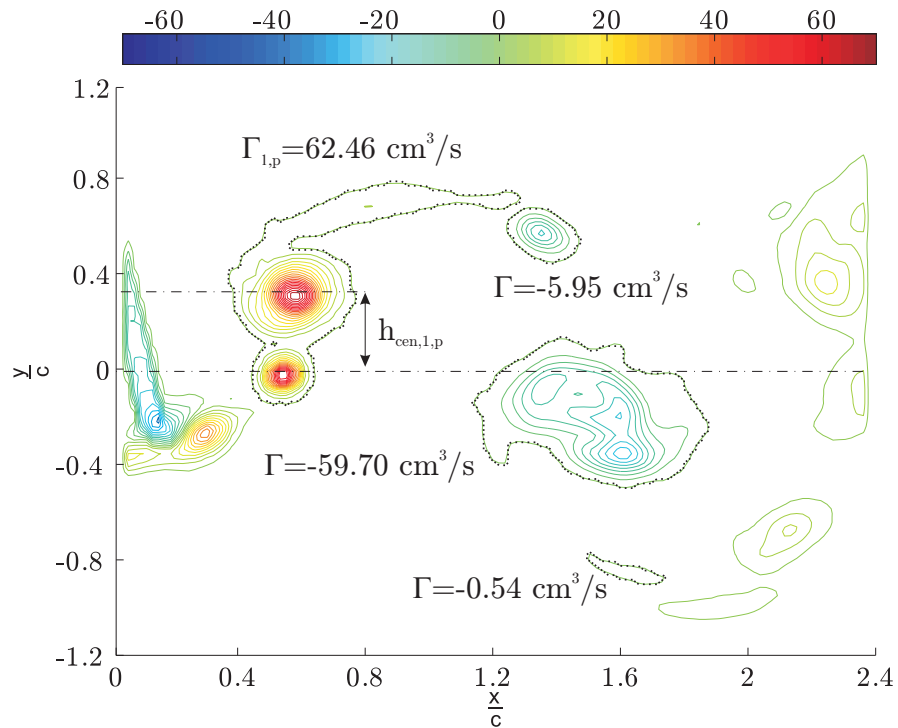 -60 -40 -20 0 20 40 60
1.2
Γ1,p=62.46 cm³/s
0.8
0.4
Γ=-5.95 cm³/s
hcen,1,p
y/c
0
Γ=-59.70 cm³/s
-0.4
-0.8
Γ=-0.54 cm³/s
-1.2
0 0.4 0.8 1.2 1.6 2 2.4
x/c